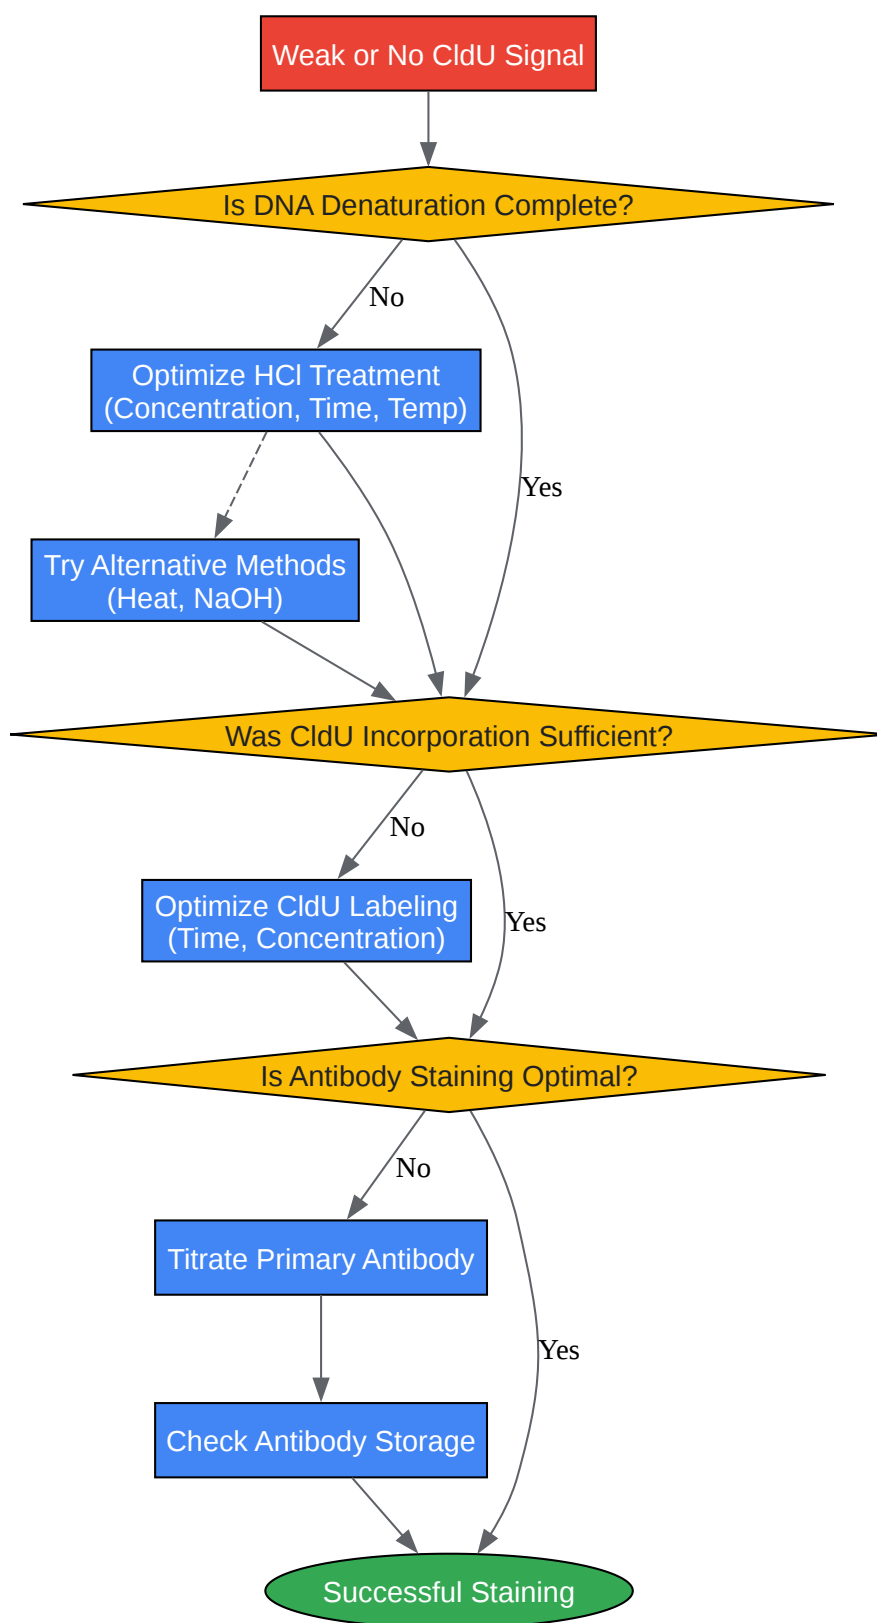 Weak or No CldU Signal
Is DNA Denaturation Complete?
No
Optimize HCl Treatment
(Concentration, Time, Temp)
Yes
Try Alternative Methods
(Heat, NaOH)
Was CldU Incorporation Sufficient?
No
Optimize CldU Labeling
(Time, Concentration)
Yes
Is Antibody Staining Optimal?
No
Titrate Primary Antibody
Yes
Check Antibody Storage
Successful Staining